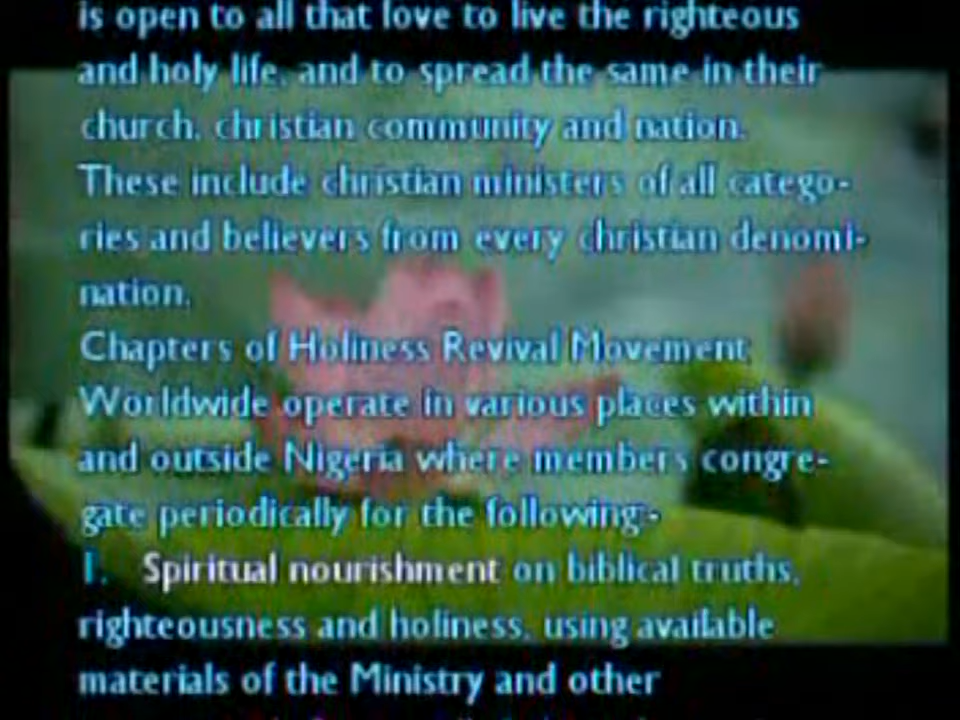 is open to all that love to live the righteous
and holy life, and to spread the same in their
church, christian community and nation.
These include christian ministers of all catego-
ries and believers from every christian denomi-
nation.
Chapters of Holiness Revival Movement
Worldwide operate in various places within
and outside Nigeria where members congre-
gate periodically for the following:-
1. Spiritual nourishment on biblical truths,
righteousness and holiness, using available
materials of the Ministry and other